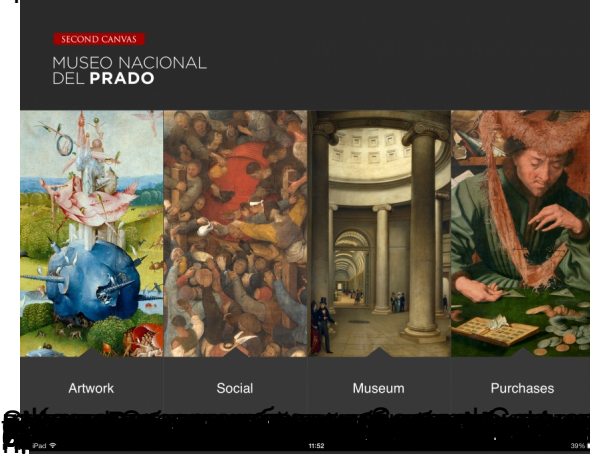 SECOND CANVAS
MUSEO NACIONAL
DEL PRADO
Artwork
Social
Museum
Purchases
iPad
11:52
39%